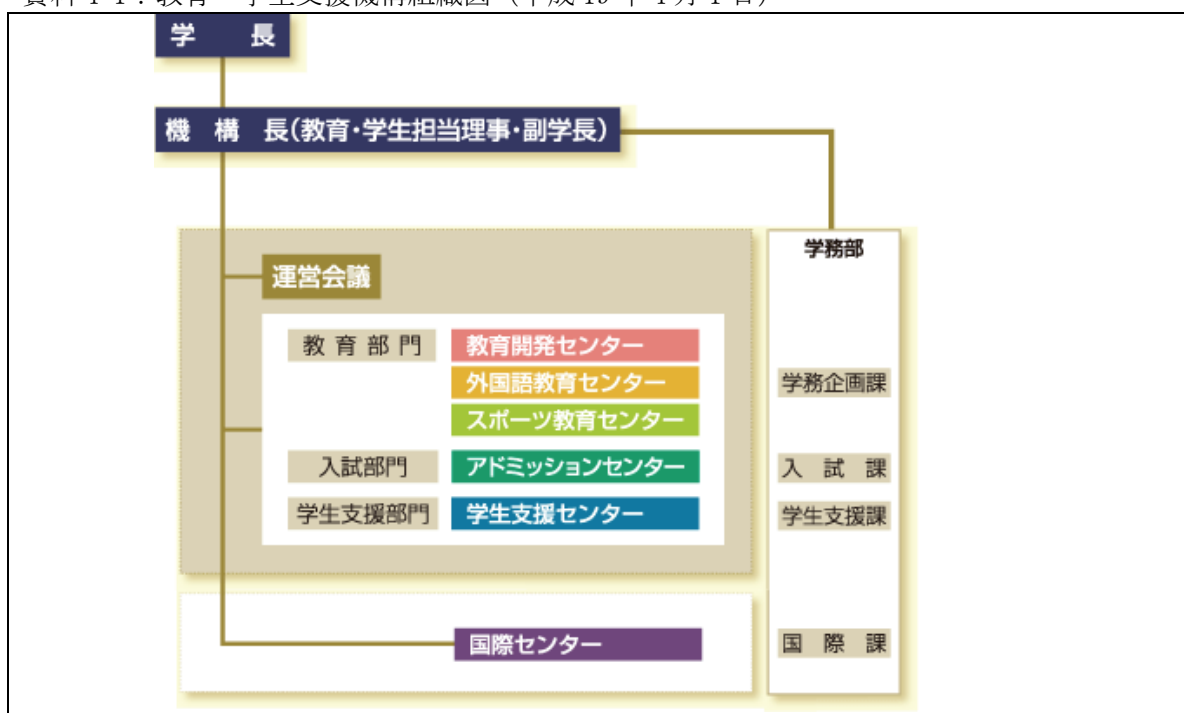 学 長
機 構 長(教育・学生担当理事・副学長)
学務部
運営会議
教 育 部 門 教育開発センター
外国語教育センター 学務企画課
スポーツ教育センター
入試部門 アドミッションセンター 入 試 課
学生支援部門 学生支援センター 学生支援課
国際センター 国 際 課